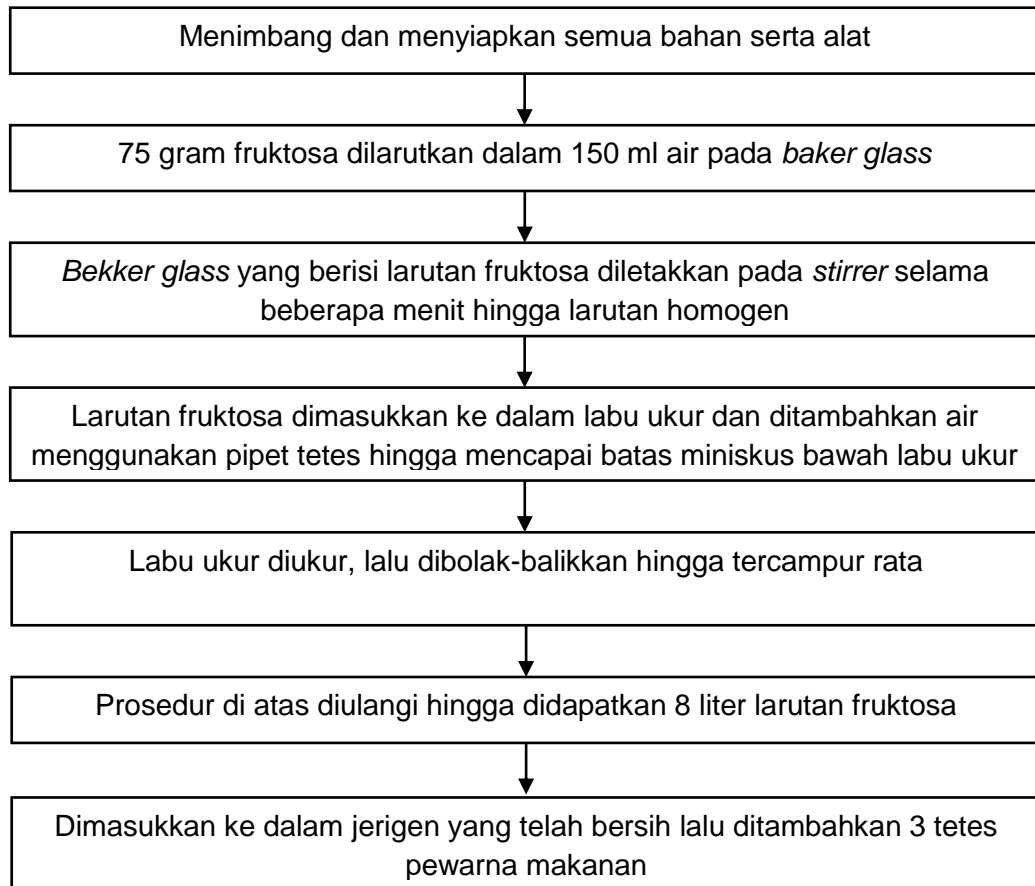 Menimbang dan menyiapkan semua bahan serta alat
75 gram fruktosa dilarutkan dalam 150 ml air pada baker glass
Bekker glass yang berisi larutan fruktosa diletakkan pada stirrer selama
beberapa menit hingga larutan homogen
Larutan fruktosa dimasukkan ke dalam labu ukur dan ditambahkan air
menggunakan pipet tetes hingga mencapai batas miniskus bawah labu ukur
Labu ukur diukur, lalu dibolak-balikkan hingga tercampur rata
Prosedur di atas diulangi hingga didapatkan 8 liter larutan fruktosa
Dimasukkan ke dalam jerigen yang telah bersih lalu ditambahkan 3 tetes
pewarna makanan